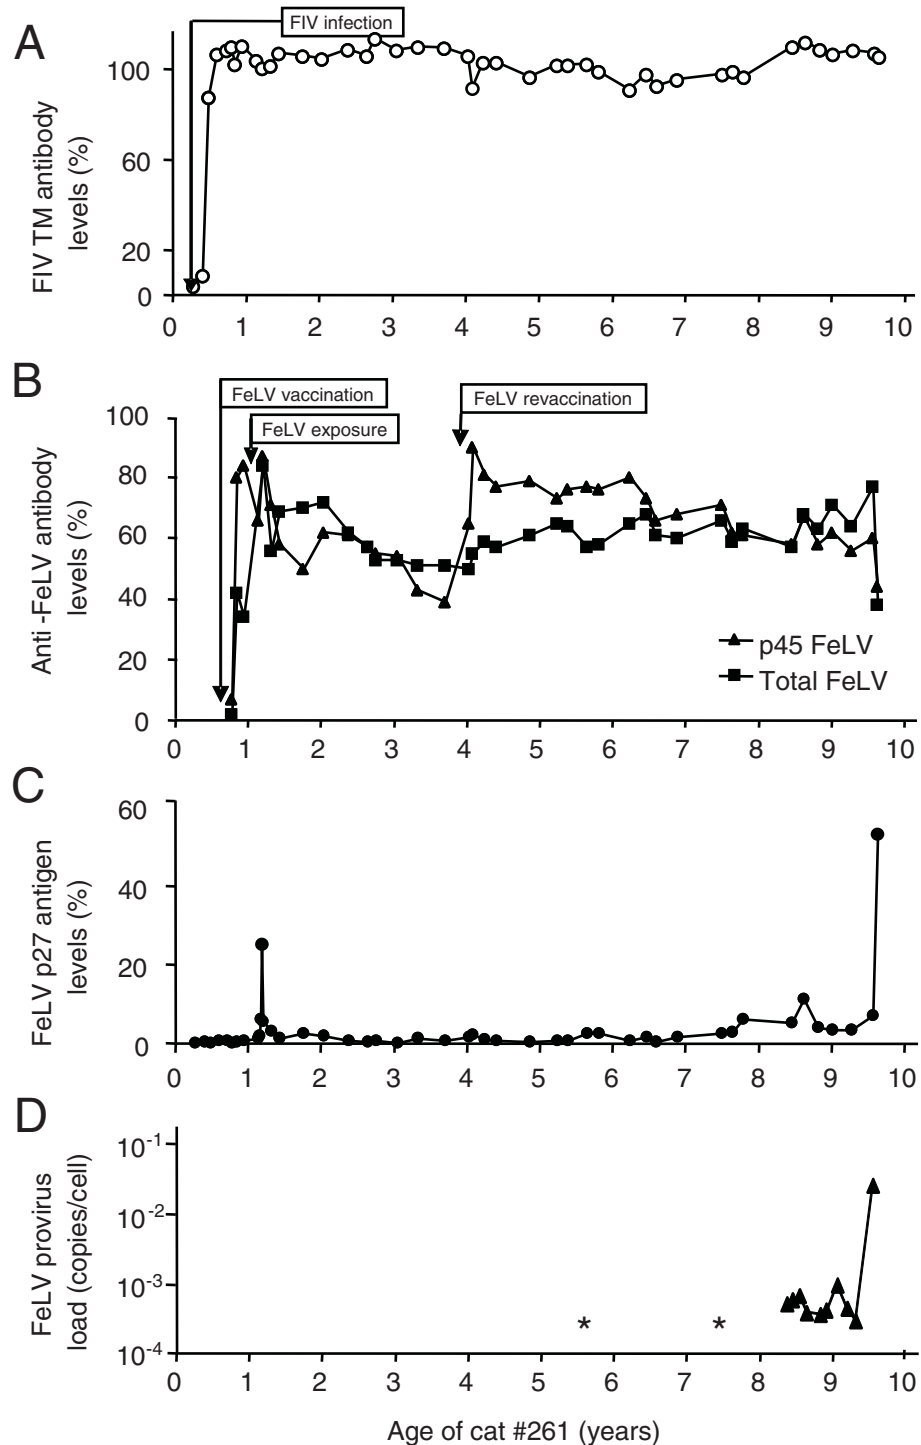 A
FIV infection
FIV TM antibody
levels (%)
100
60
20
0
0 1 2 3 4 5 6 7 8 9 10
B
FeLV vaccination
FeLV revaccination
FeLV exposure
Anti -FeLV antibody
levels (%)
100
80
60
40
20
0
p45 FeLV
Total FeLV
0 1 2 3 4 5 6 7 8 9 10
C
FeLV p27 antigen
levels (%)
60
40
20
0
0 1 2 3 4 5 6 7 8 9 10
D
FeLV provirus
load (copies/cell)
10-1
10-2
10-3
10-4
* *
0 1 2 3 4 5 6 7 8 9 10
Age of cat #261 (years)